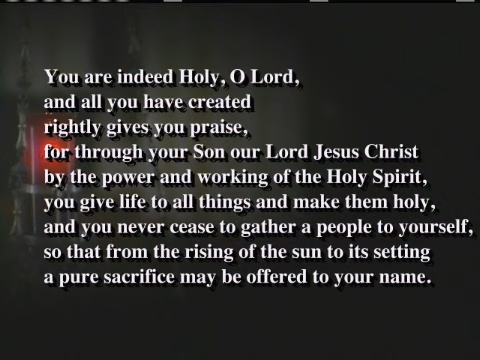 You are indeed Holy, O Lord,
and all you have created
rightly gives you praise,
for through your Son our Lord Jesus Christ
by the power and working of the Holy Spirit,
you give life to all things and make them holy,
and you never cease to gather a people to yourself,
so that from the rising of the sun to its setting
a pure sacrifice may be offered to your name.